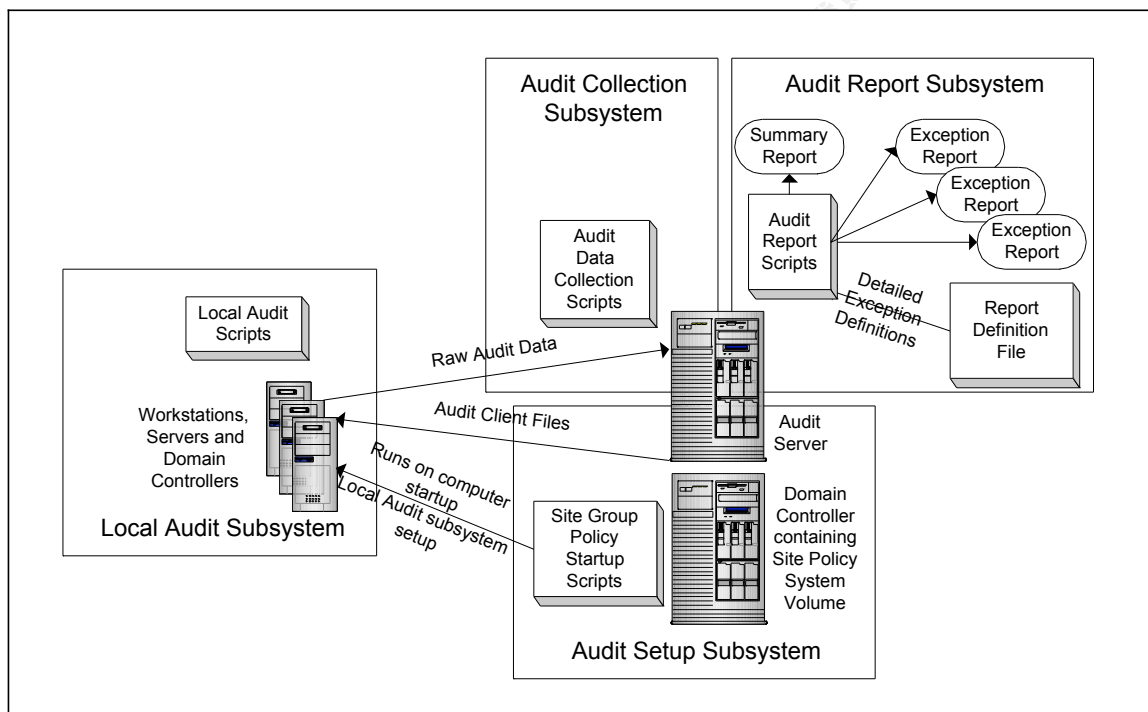 Audit Collection
Subsystem
Audit Report Subsystem
Summary
Report
Exception
Report
Exception
Report
Exception
Report
Audit
Report
Scripts
Audit
Data
Collection
Scripts
Detailed
Exception
Definitions
Report
Definition
File
Local Audit
Scripts
Raw Audit Data
Audit Client Files
Workstations,
Servers and
Domain
Controllers
Local Audit Subsystem
Audit
Server
Runs on computer
startup
Local Audit subsystem
setup
Site Group
Policy
Startup
Scripts
Domain
Controller
containing
Site Policy
System
Volume
Audit Setup Subsystem